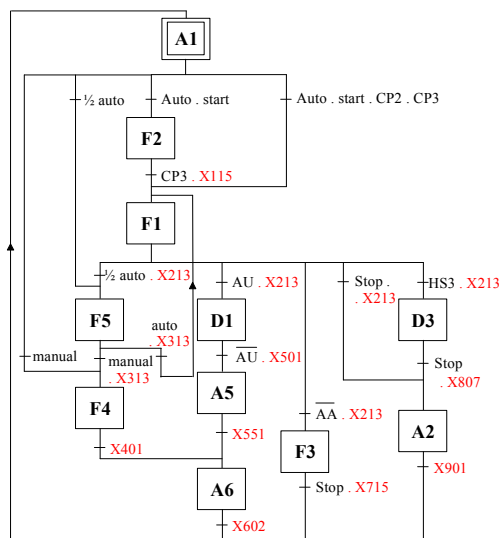 A1
½ auto
Auto . start
Auto . start . CP2 . CP3
F2
CP3 . X115
F1
½ auto . X213
AU . X213
Stop .
. X213
HS3 . X213
F5
D1
D3
auto
. X313
manual
manual
. X313
AU . X501
Stop
. X807
F4
A5
AA . X213
A2
X401
X551
F3
X901
A6
Stop . X715
X602